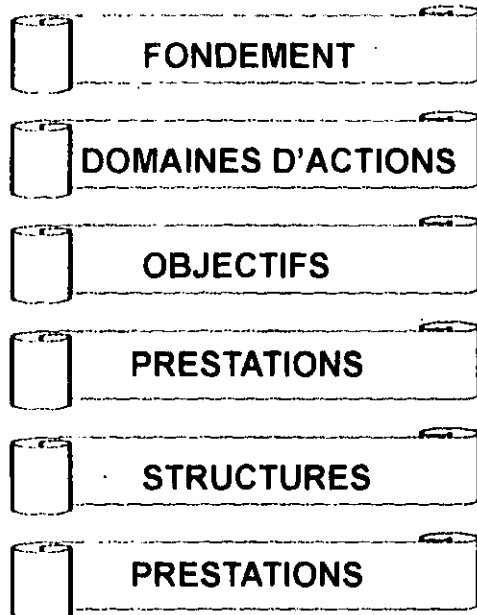 FONDEMENT
DOMAINES D'ACTIONS
OBJECTIFS
PRESTATIONS
STRUCTURES
PRESTATIONS